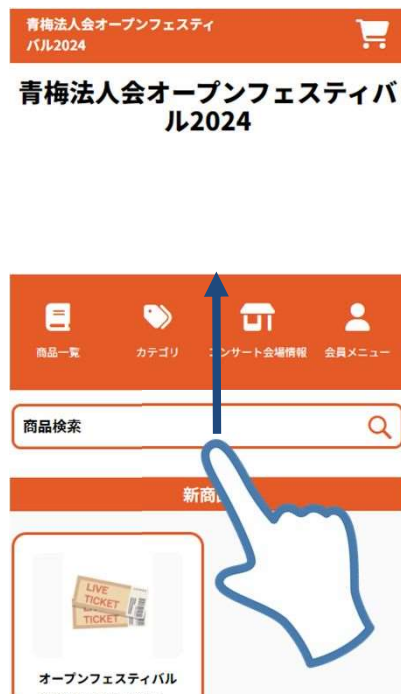 青梅法人会オープンフェスティ
バル2024
青梅法人会オープンフェスティバ
ル2024
商品一覧
カテゴリ
ンサート会場情報
会員メニュー
商品検索
新商
LIVE
TICKET
TICKET
オープンフェスティバル